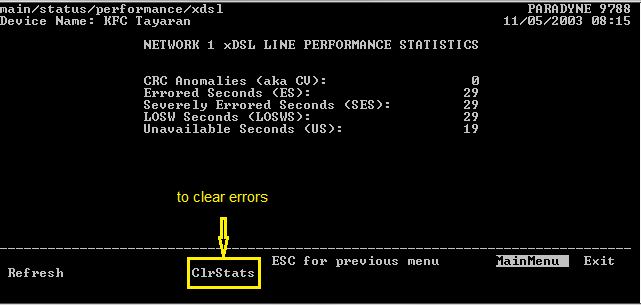 main/status/performance/xdsl PARADYNE 9788
Device Name: KFC Tayaran 11/05/2003 08:15
NETWORK 1 xDSL LINE PERFORMANCE STATISTICS
CRC Anomalies (aka CV): 0
Errored Seconds (ES): 29
Severely Errored Seconds (SES): 29
LOSW Seconds (LOSWS): 29
Unavailable Seconds (US): 19
to clear errors
ESC for previous menu MainMenu Exit
Refresh ClrStats